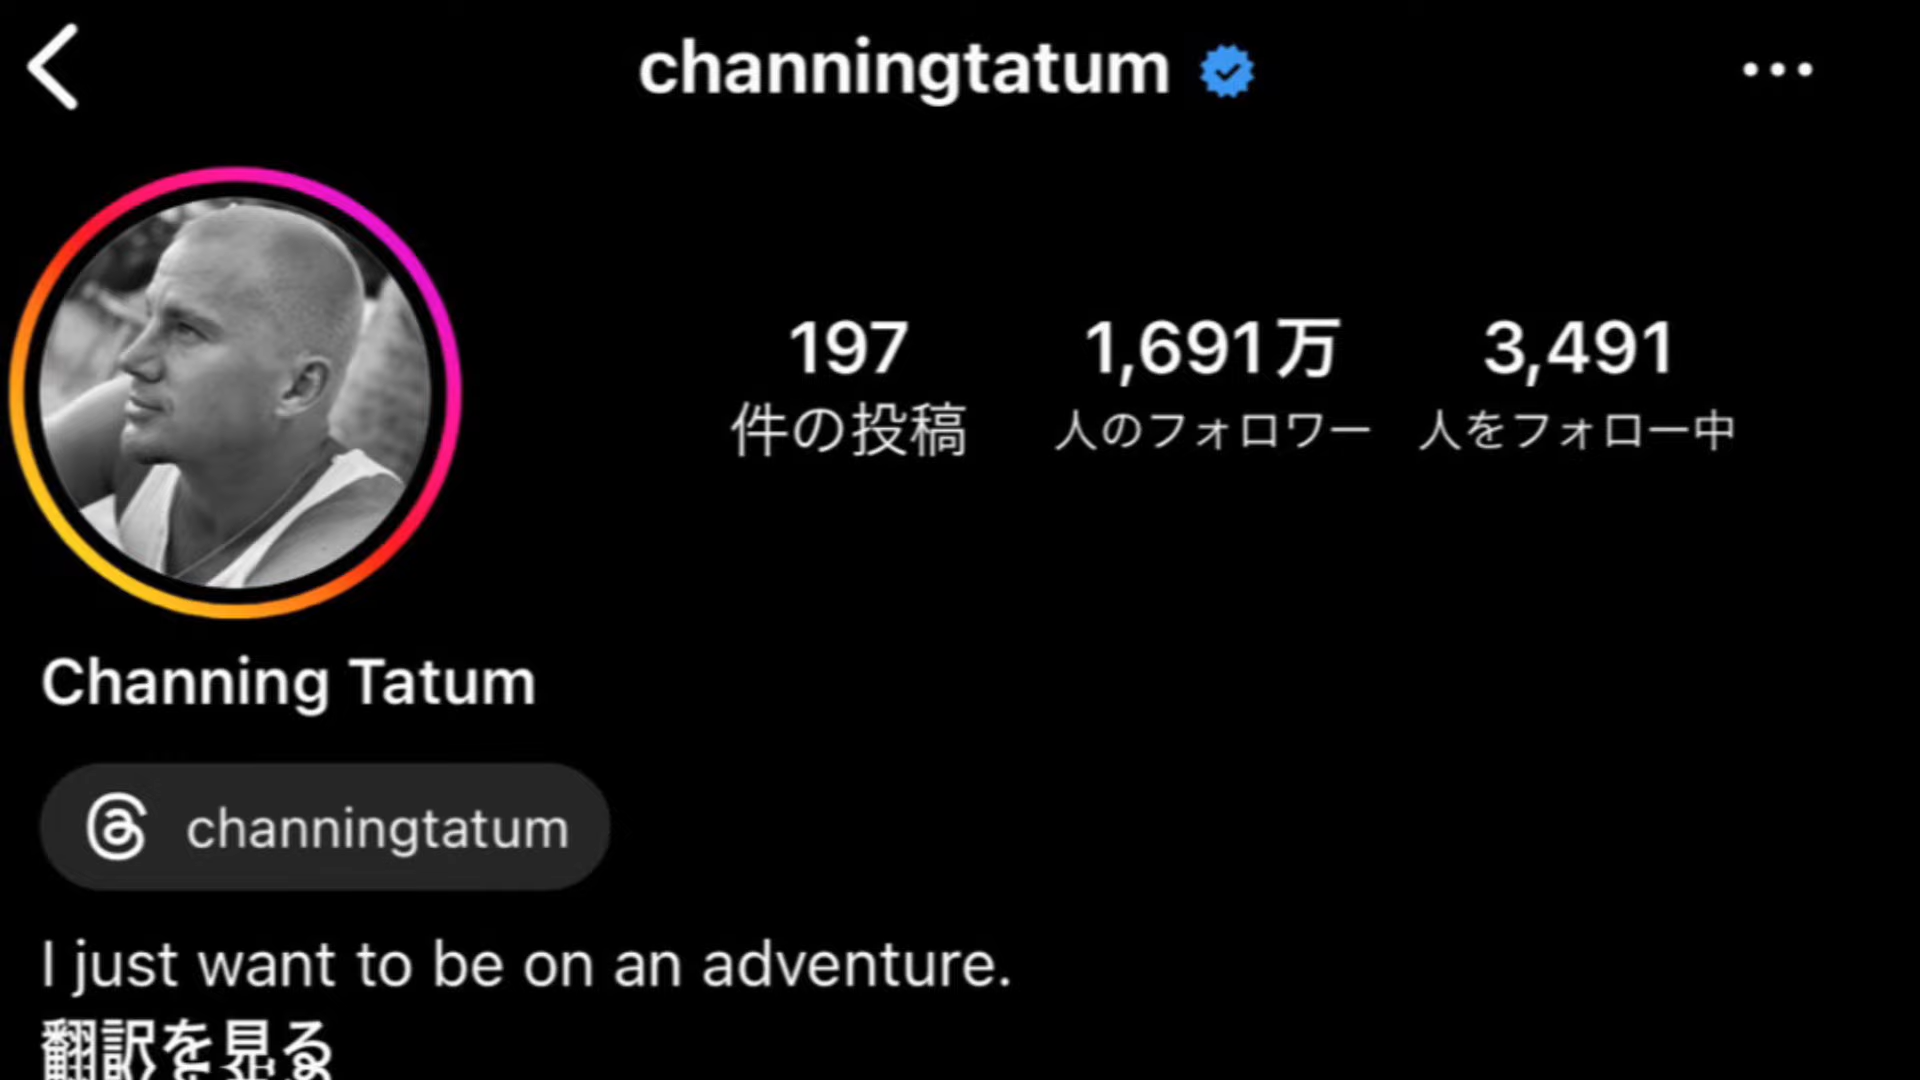 channingtatum
197 1,691万 3,491
件の投稿 人のフォロワー 人をフォロー中
Channing Tatum
channingtatum
I just want to be on an adventure.
翻訳を見る